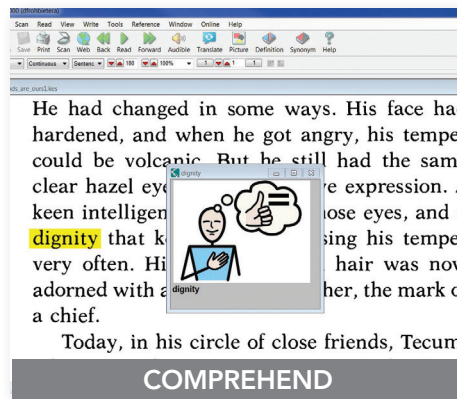 000 (dfrohbietera)
Scan Read View Write Tools Reference Window Online Help
Save Print Scan Web Back Read Forward Audible Translate Picture Definition Synonym Help
Continuous Sentenc 180 100% 1 1 1
ds_are_ours1.kes
He had changed in some ways. His face ha
hardened, and when he got angry, his tempe
could be volcanic. But he still had the sam
clear hazel eye e expression.
keen intelligen ose eyes, and
dignity that k sing his tempe
very often. Hi hair was nov
adorned with a her, the mark o
a chief.
Today, in his circle of close friends, Tecum
dignity
dignity
COMPREHEND